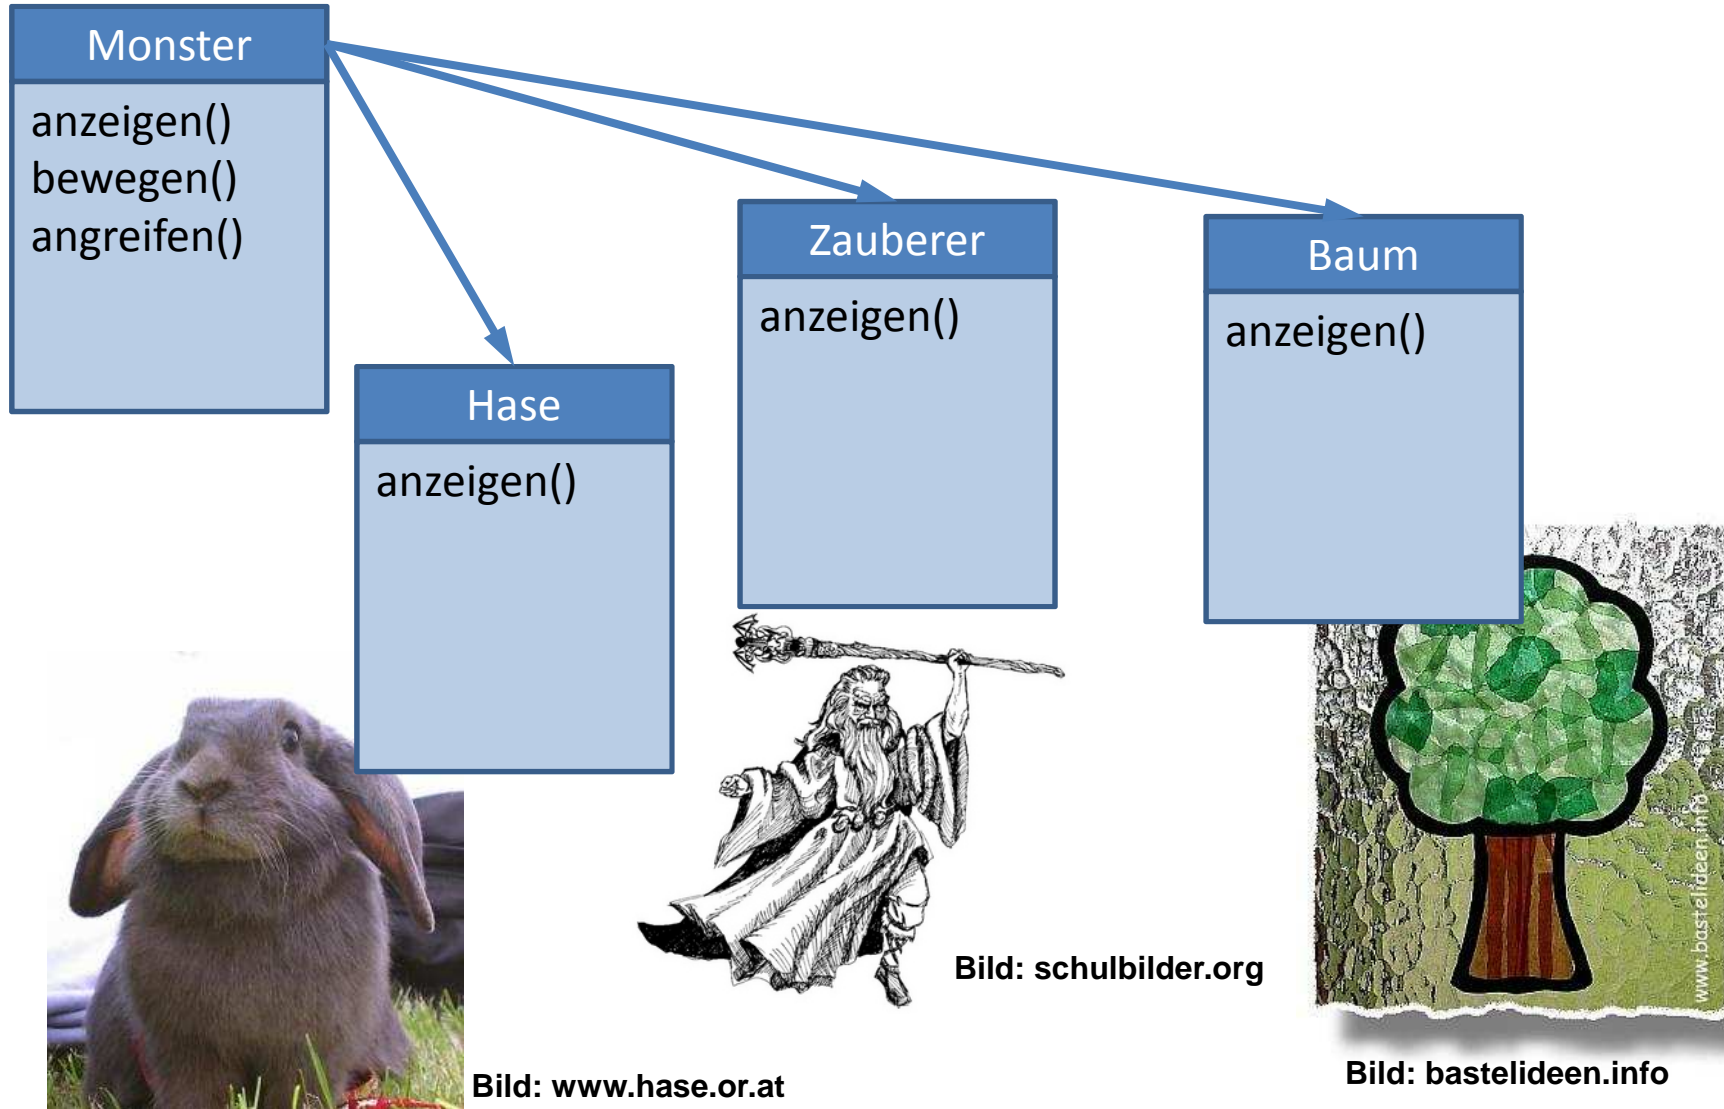 Monster
anzeigen()
bewegen()
angreifen()
Hase
anzeigen()
Zauberer
anzeigen()
Baum
anzeigen()
Bild: www.hase.or.at
Bild: schulbilder.org
www.bastelideen.info
Bild: bastelideen.info